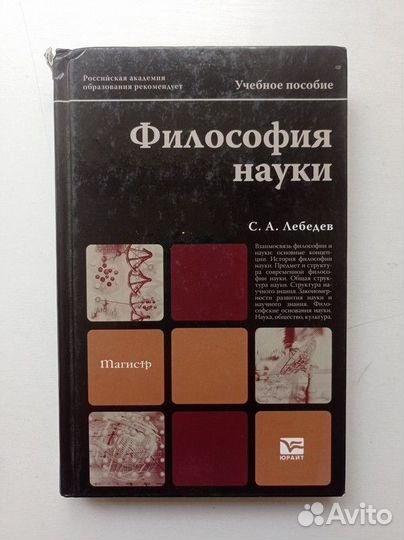 Российская академия
образования рекомендует
Учебное пособие
Философия
науки
С. А. Лебедев
Взаимосвязь философии и
науки: основные концеп-
ции. История философии
науки. Предмет и структу-
ра современной филосо-
фии науки. Общая струк-
тура науки. Структура на-
учного знания. Закономер-
ности развития науки и
научного знания. Фило-
софские основания науки.
Наука, общество, культура.
Магистр
ЮРАЙТ
Avito